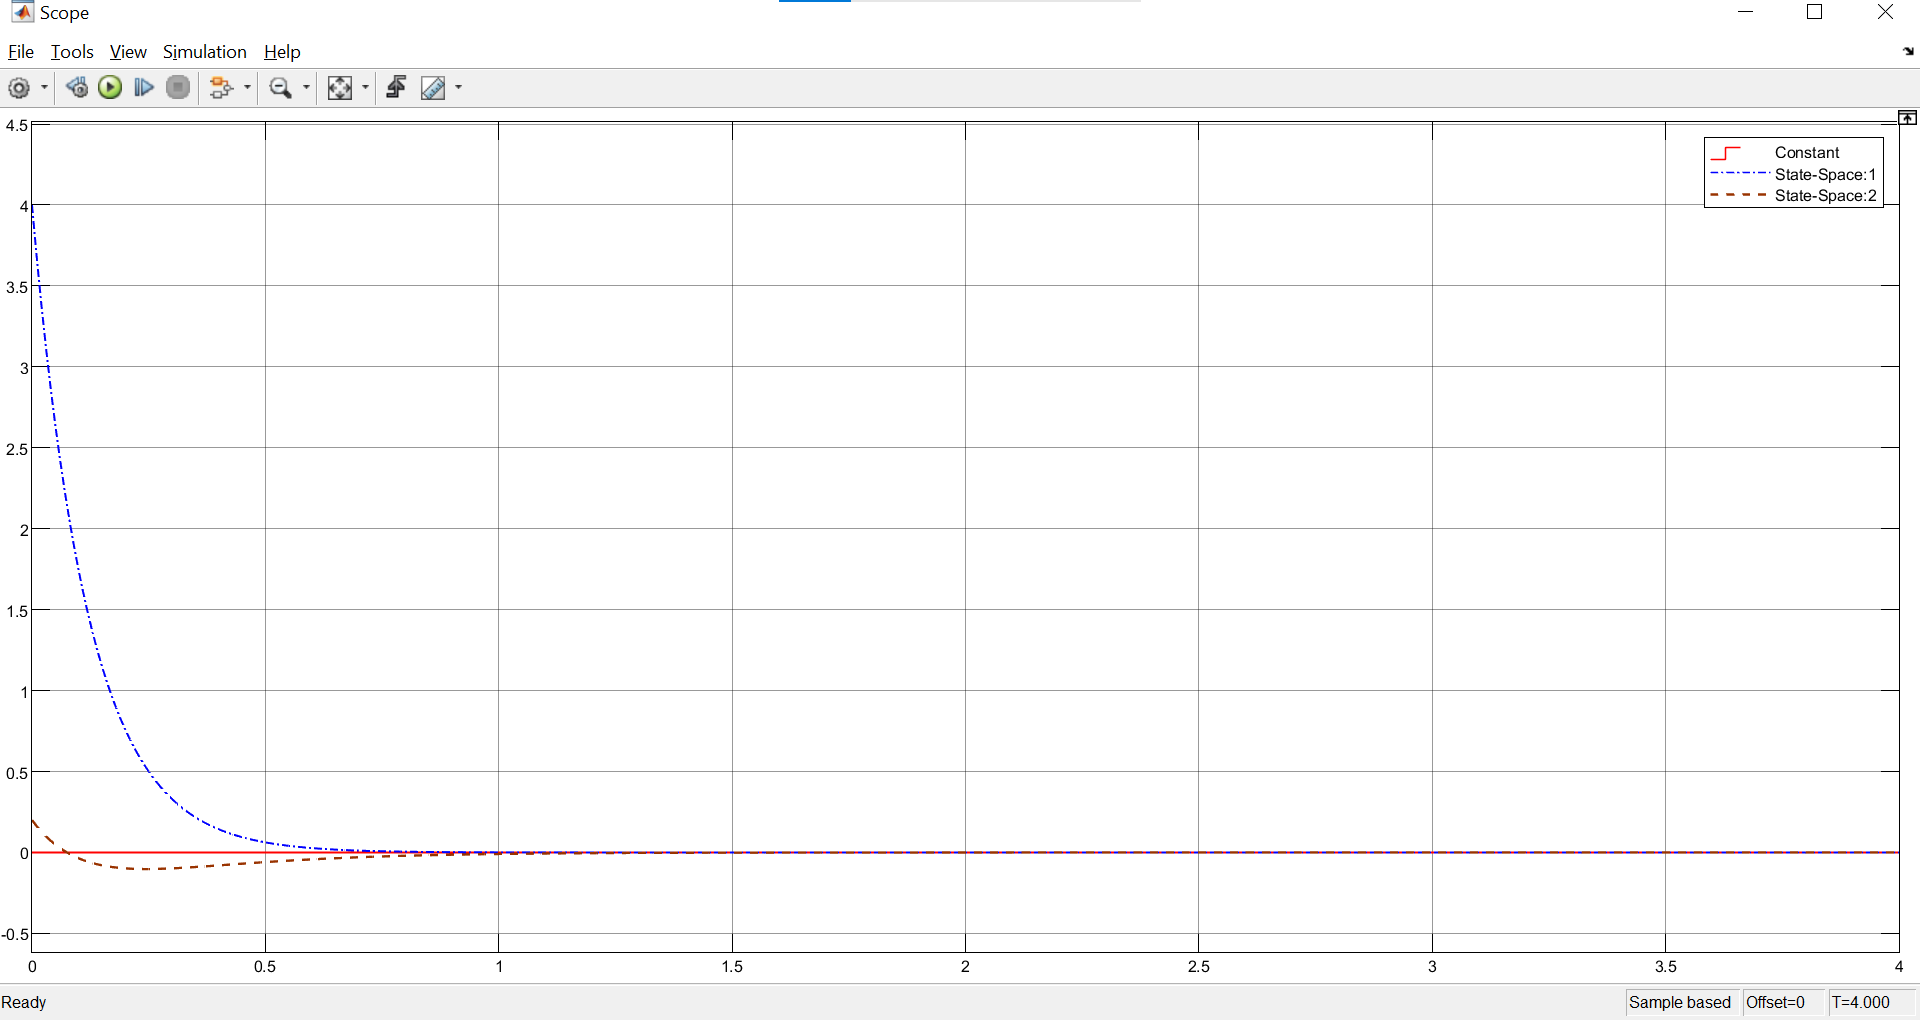 Scope
File Tools View Simulation Help
4.5
4
3.5
3
2.5
2
1.5
1
0.5
0
-0.5
Constant
State-Space:1
State-Space:2
0 0.5 1 1.5 2 2.5 3 3.5 4
Ready Sample based Offset=0 T=4.000